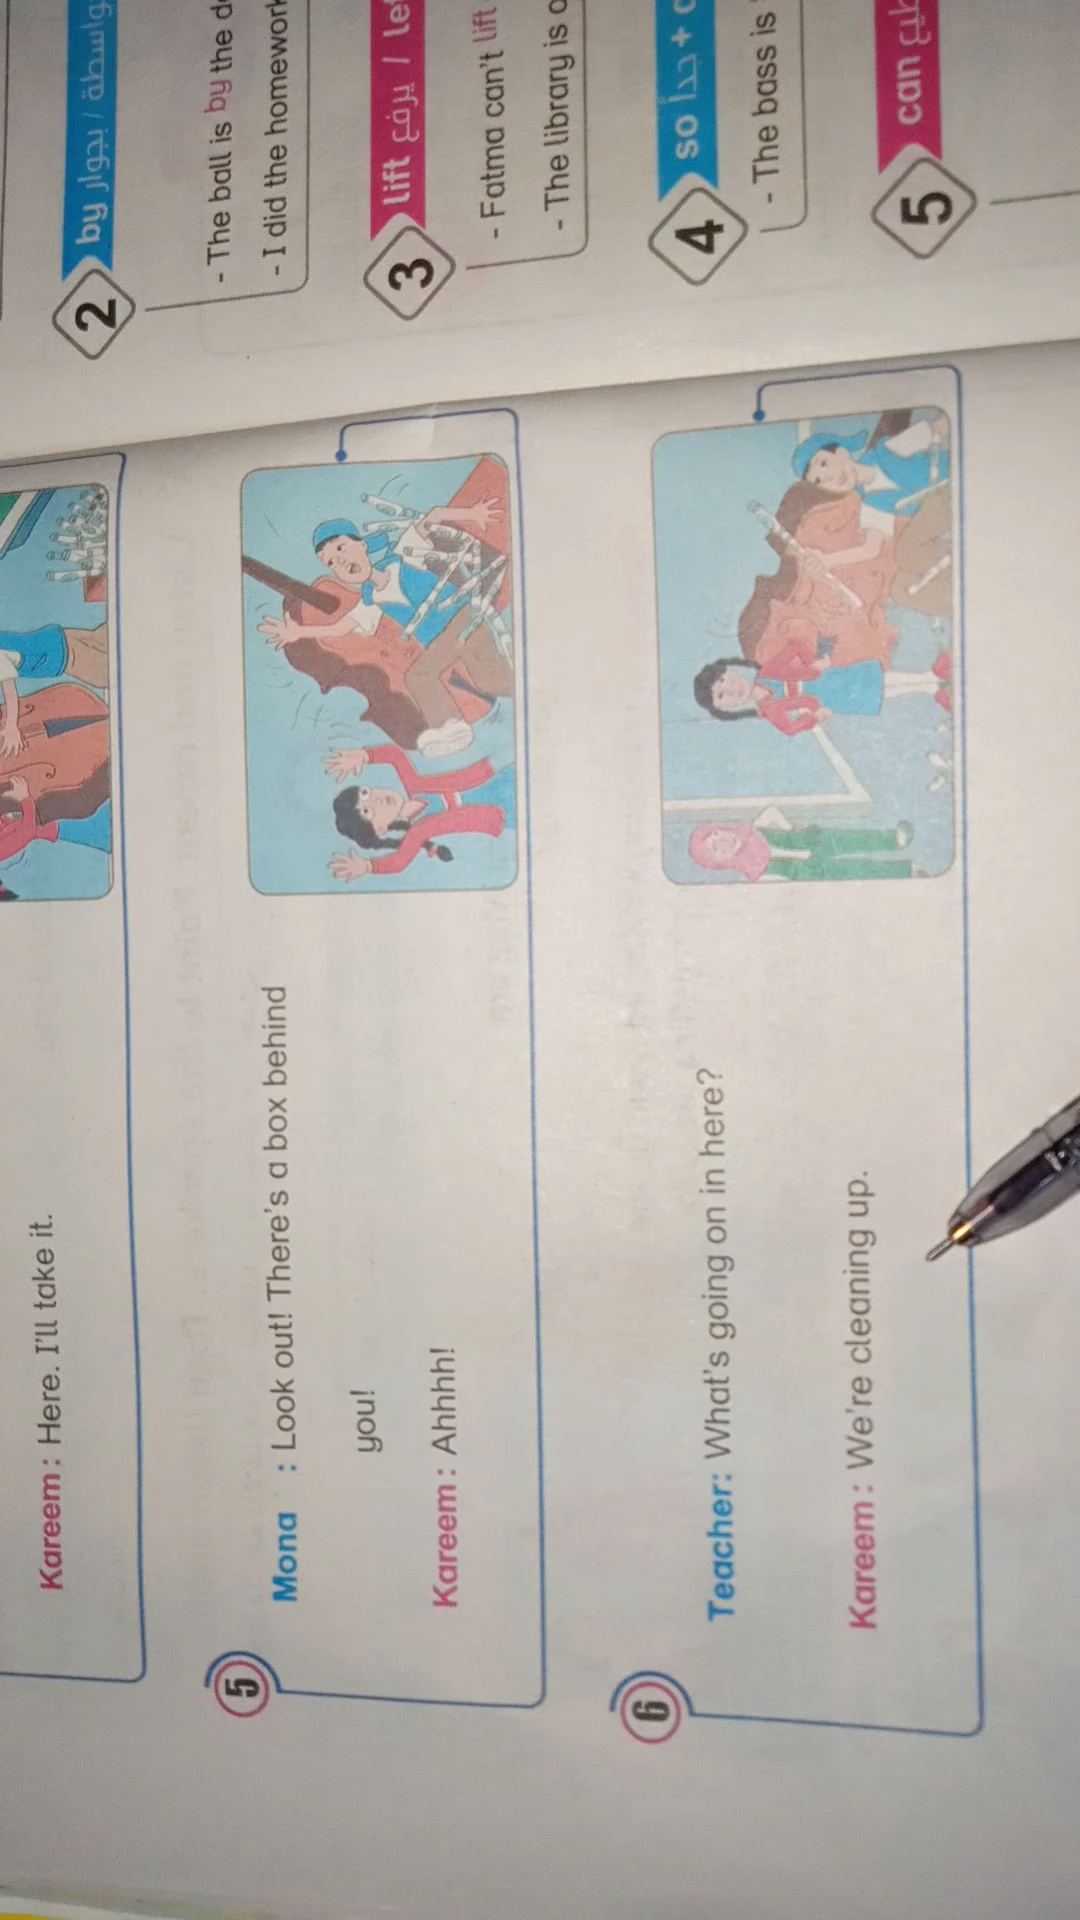 Kareem : Here. I'll take it.
5
Mona : Look out! There's a box behind
you!
Kareem : Ahhhh!
6
Teacher: What's going on in here?
Kareem : We're cleaning up.
2 by بجوار / بواسطة
- The ball is by the
- I did the homework
3 lift يرفع /
- Fatma can't lift
- The library is
4 so جداً +
- The bass is
5 can